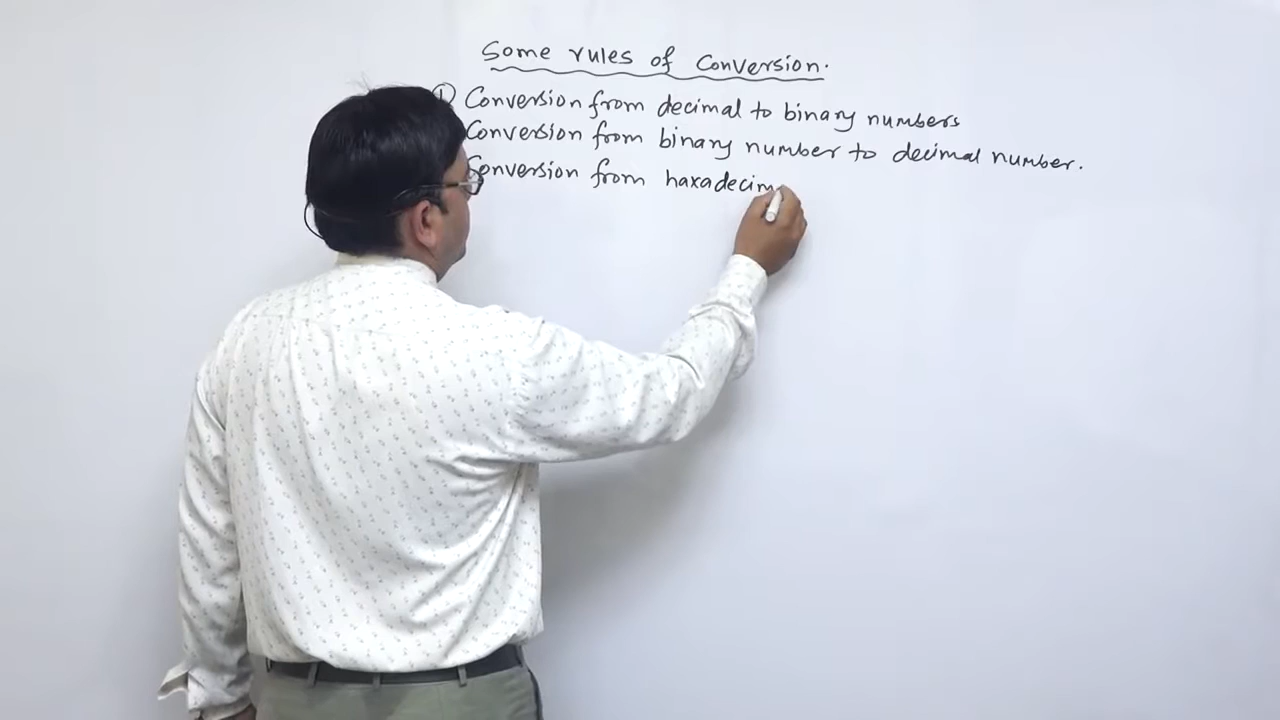 Some rules of Conversion.
① Conversion from decimal to binary numbers
Conversion from binary number to decimal number.
Conversion from haxadecim